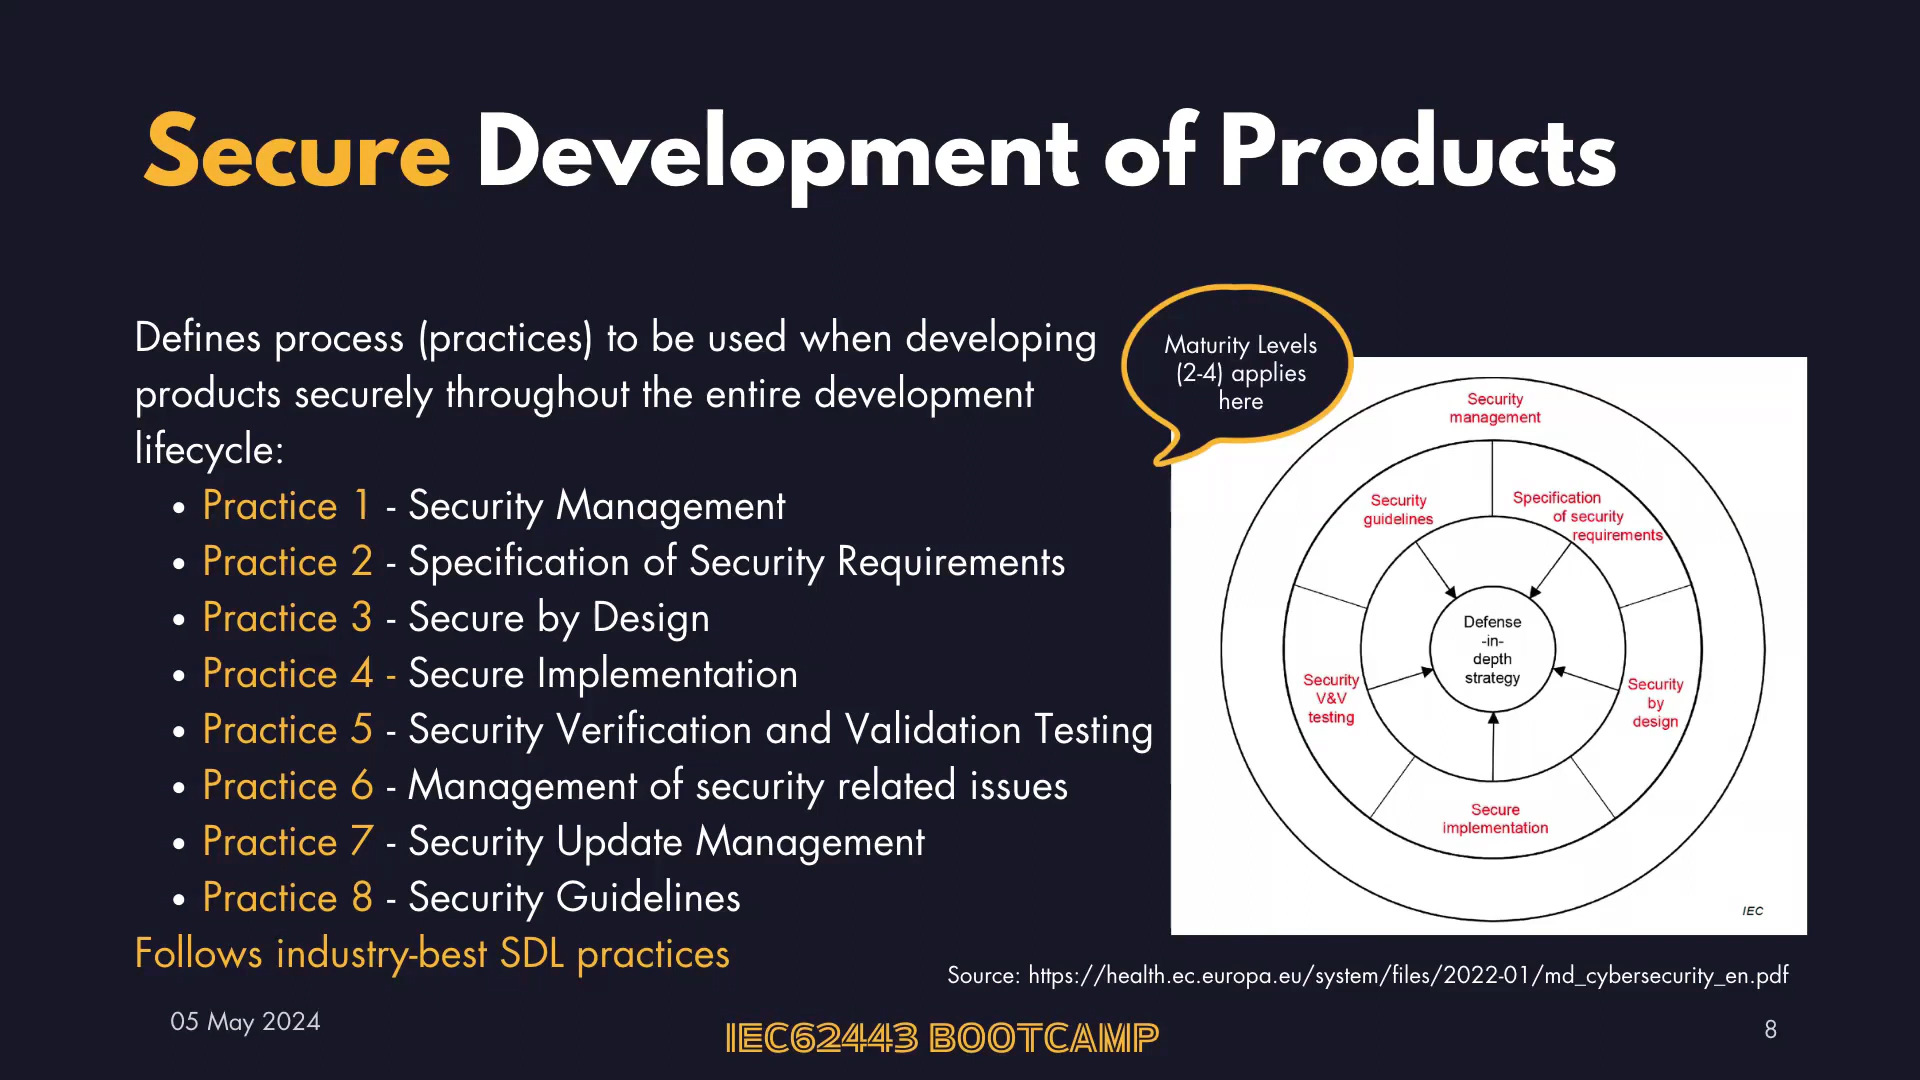 Secure Development of Products
Defines process (practices) to be used when developing
products securely throughout the entire development
lifecycle:
• Practice 1 - Security Management
• Practice 2 - Specification of Security Requirements
• Practice 3 - Secure by Design
• Practice 4 - Secure Implementation
• Practice 5 - Security Verification and Validation Testing
• Practice 6 - Management of security related issues
• Practice 7 - Security Update Management
• Practice 8 - Security Guidelines
Follows industry-best SDL practices
Maturity Levels
(2-4) applies
here
Security
management
Security
guidelines
Specification
of security
requirements
Defense
-in-
depth
strategy
Security
V&V
testing
Security
by
design
Secure
implementation
IEC
Source: https://health.ec.europa.eu/system/files/2022-01/md_cybersecurity_en.pdf
05 May 2024
IEC62443 BOOTCAMP
8